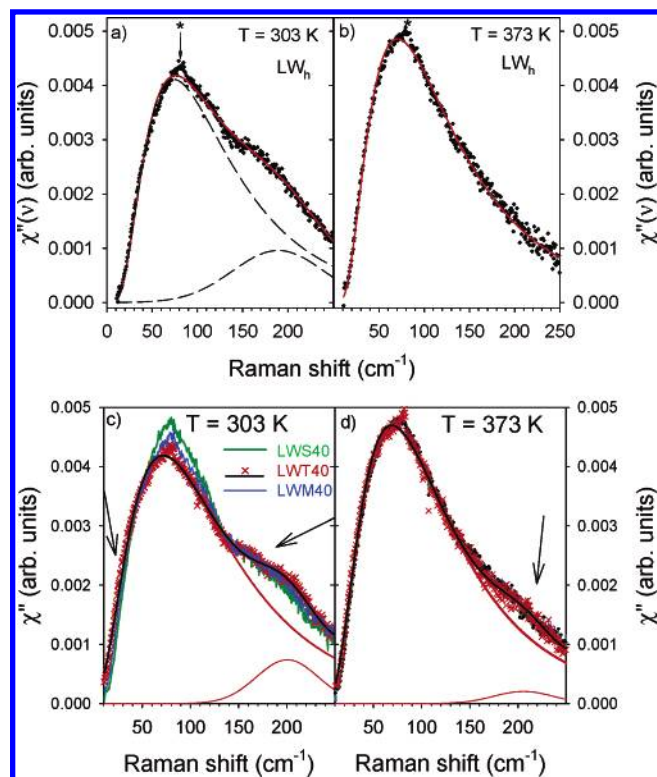 a)
*
T = 303 K
LWh
χ"(ν) (arb. units)
0.005
0.004
0.003
0.002
0.001
0.000
0 50 100 150 200
Raman shift (cm-1)
b)
*
T = 373 K
LWh
χ"(ν) (arb. units)
0.005
0.004
0.003
0.002
0.001
0.000
0 50 100 150 200 250
Raman shift (cm-1)
c)
T = 303 K
LWS40
LWT40
LWM40
χ" (arb. units)
0.005
0.004
0.003
0.002
0.001
0.000
50 100 150 200
Raman shift (cm-1)
d)
T = 373 K
χ" (arb. units)
0.005
0.004
0.003
0.002
0.001
0.000
50 100 150 200
Raman shift (cm-1)